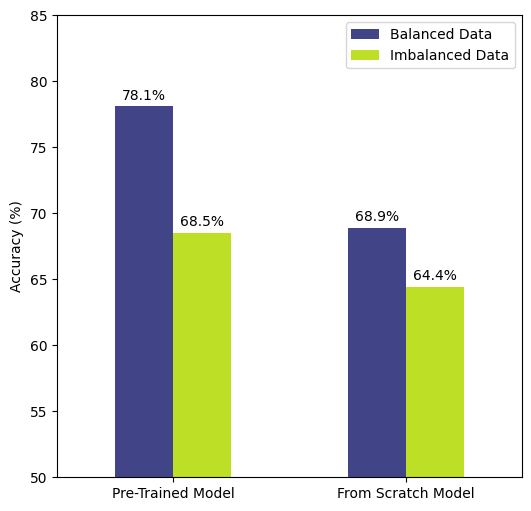 Balanced Data
Imbalanced Data
85
80
75
70
65
60
55
50
Accuracy (%)
78.1%
68.5%
68.9%
64.4%
Pre-Trained Model
From Scratch Model